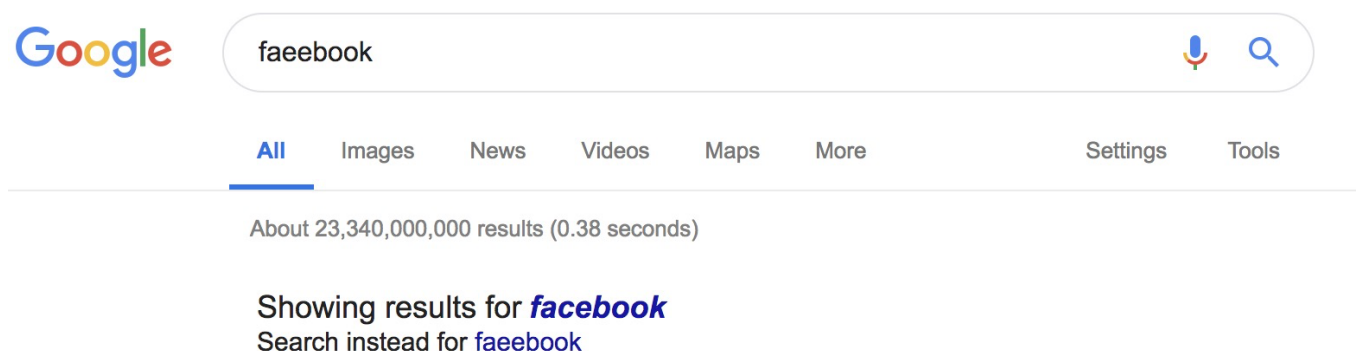 Google faeebook
All Images News Videos Maps More Settings Tools
About 23,340,000,000 results (0.38 seconds)
Showing results for facebook
Search instead for faeebook